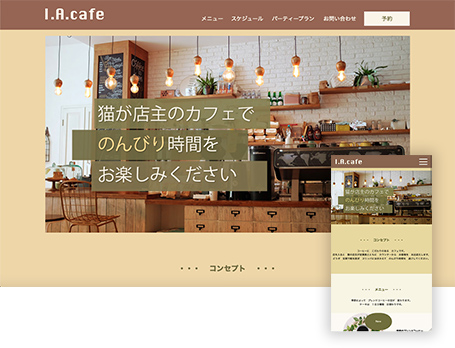 I.A.cafe
メニュー スケジュール パーティープラン お問い合わせ 予約
猫が店主のカフェで
のんびり時間を
お楽しみください
コンセプト
I.A.cafe
猫が店主のカフェで
のんびり時間を
お楽しみください
コンセプト
メニュー